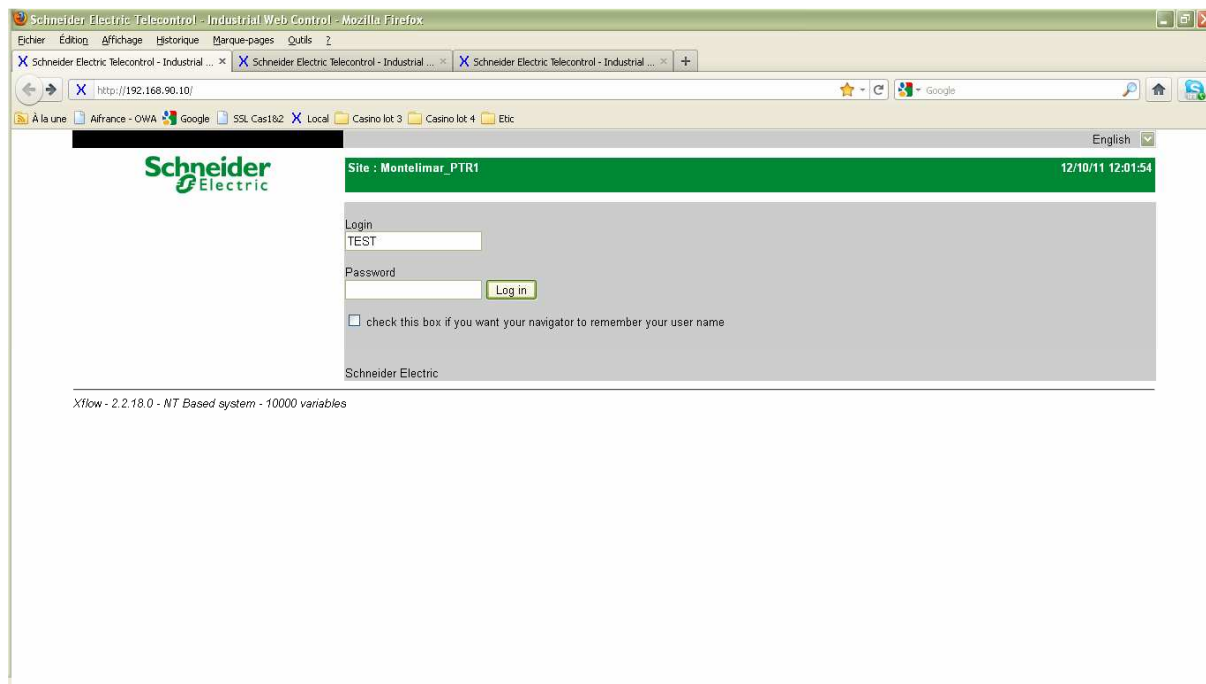 Schneider Electric Telecontrol - Industrial Web Control - Mozilla Firefox
Fichier Édition Affichage Historique Marque-pages Outils ?
Schneider Electric Telecontrol - Industrial ... × Schneider Electric Telecontrol - Industrial ... × Schneider Electric Telecontrol - Industrial ... × +
http://192.168.90.10/ Google
À la une Aifrance - OWA Google SSL Cas1&2 Local Casino lot 3 Casino lot 4 Etic
English
Schneider Electric
Site : Montelimar_PTR1 12/10/11 12:01:54
Login
TEST
Password
Log in
check this box if you want your navigator to remember your user name
Schneider Electric
Xflow - 2.2.18.0 - NT Based system - 10000 variables